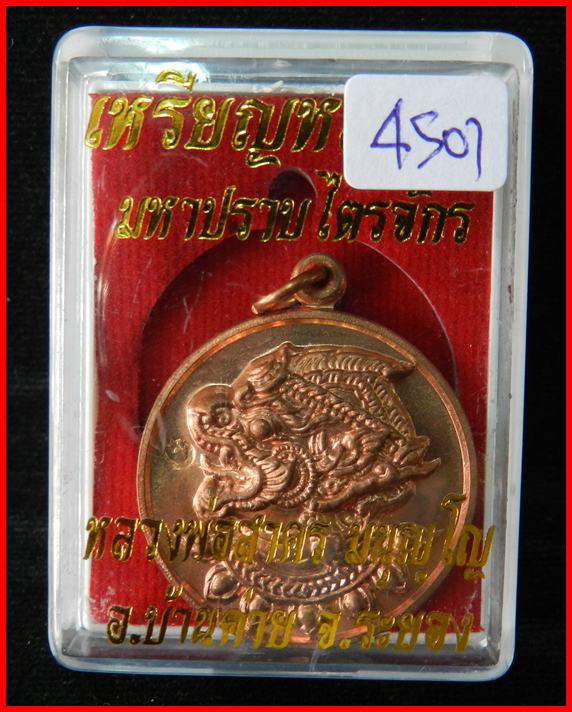 เหรียญห
4507
มหาปราบไตรจักร
หลวงพ่อสาคร มนุญฺโญ
อ.บ้านค่าย จ.ระยอง